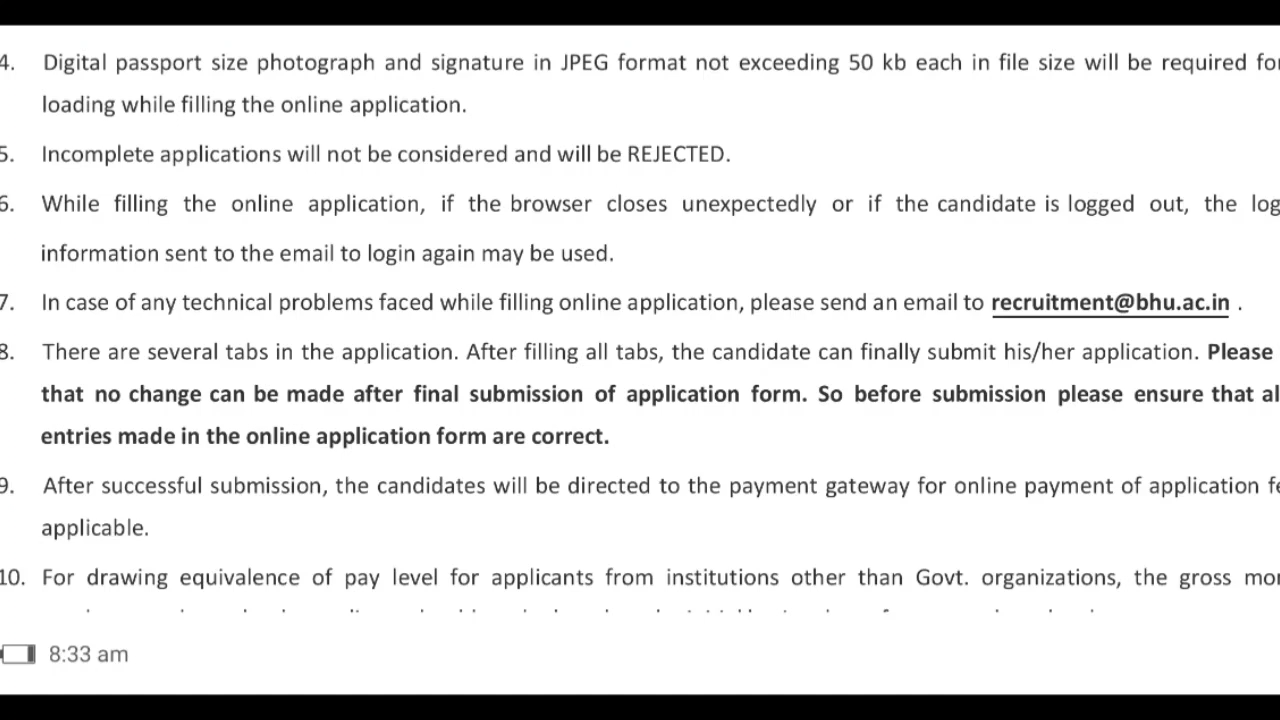 4. Digital passport size photograph and signature in JPEG format not exceeding 50 kb each in file size will be required for
loading while filling the online application.
5. Incomplete applications will not be considered and will be REJECTED.
6. While filling the online application, if the browser closes unexpectedly or if the candidate is logged out, the log
information sent to the email to login again may be used.
7. In case of any technical problems faced while filling online application, please send an email to recruitment@bhu.ac.in .
8. There are several tabs in the application. After filling all tabs, the candidate can finally submit his/her application. Please
that no change can be made after final submission of application form. So before submission please ensure that al
entries made in the online application form are correct.
9. After successful submission, the candidates will be directed to the payment gateway for online payment of application fe
applicable.
10. For drawing equivalence of pay level for applicants from institutions other than Govt. organizations, the gross mon
8:33 am